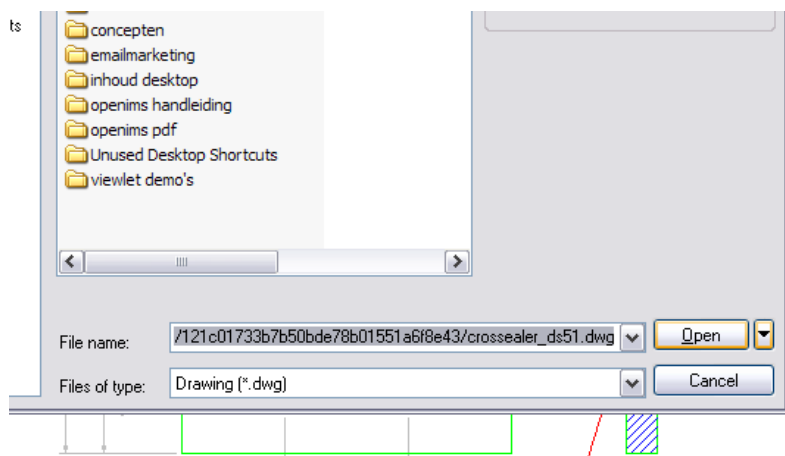 ts
concepten
emailmarketing
inhoud desktop
openims handleiding
openims pdf
Unused Desktop Shortcuts
viewlet demo's
File name: /121c01733b7b50bde78b01551a6f8e43/crossealer_ds51.dwg Open
Files of type: Drawing (*.dwg) Cancel